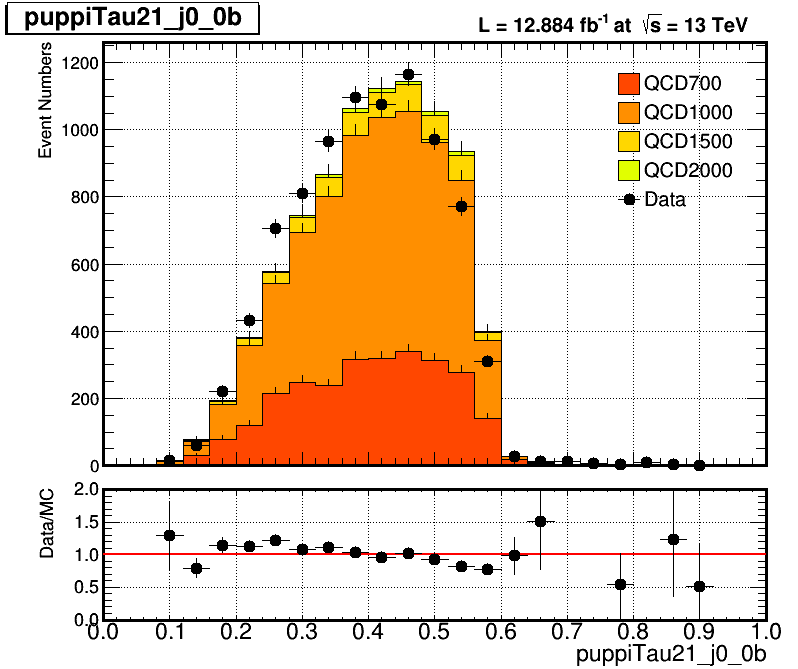 puppiTau21_j0_0b
L = 12.884 fb-1 at √s = 13 TeV
Event Numbers
1200
1000
800
600
400
200
0
QCD700
QCD1000
QCD1500
QCD2000
Data
Data/MC
2.0
1.5
1.0
0.5
0.0
0.0 0.1 0.2 0.3 0.4 0.5 0.6 0.7 0.8 0.9 1.0
puppiTau21_j0_0b